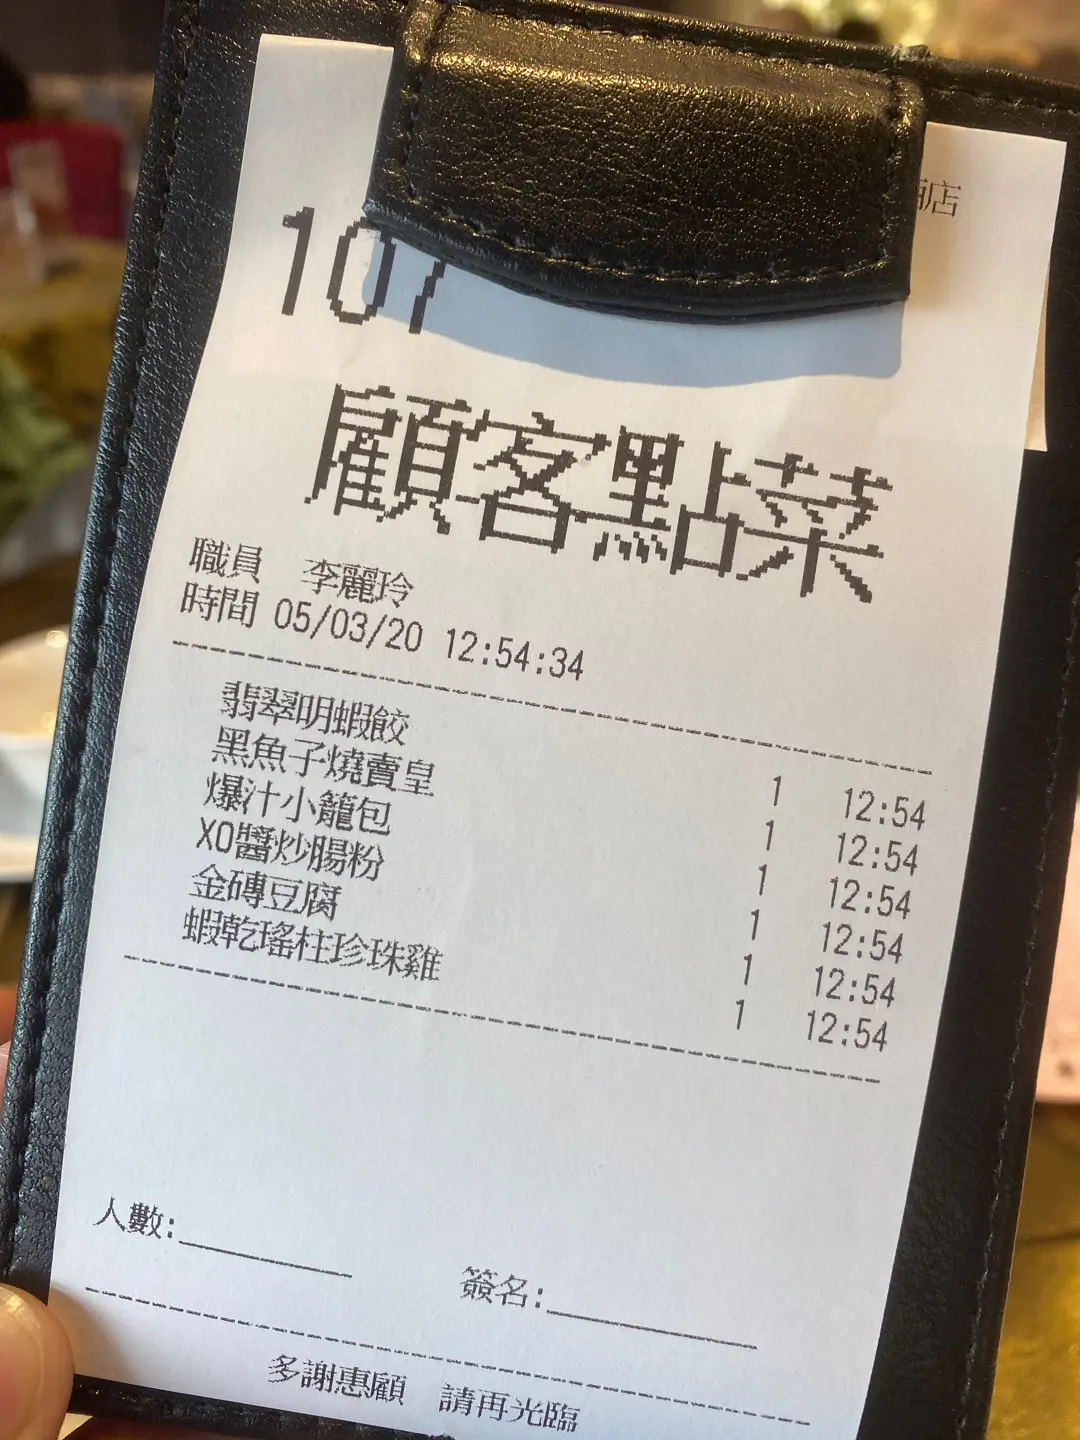 店
107
顧客點菜
職員 李麗玲
時間 05/03/20 12:54:34
翡翠明蝦餃 1 12:54
黑魚子燒賣皇 1 12:54
爆汁小籠包 1 12:54
XO醬炒腸粉 1 12:54
金磚豆腐 1 12:54
蝦乾瑤柱珍珠雞 1 12:54
人數:
簽名:
多謝惠顧 請再光臨